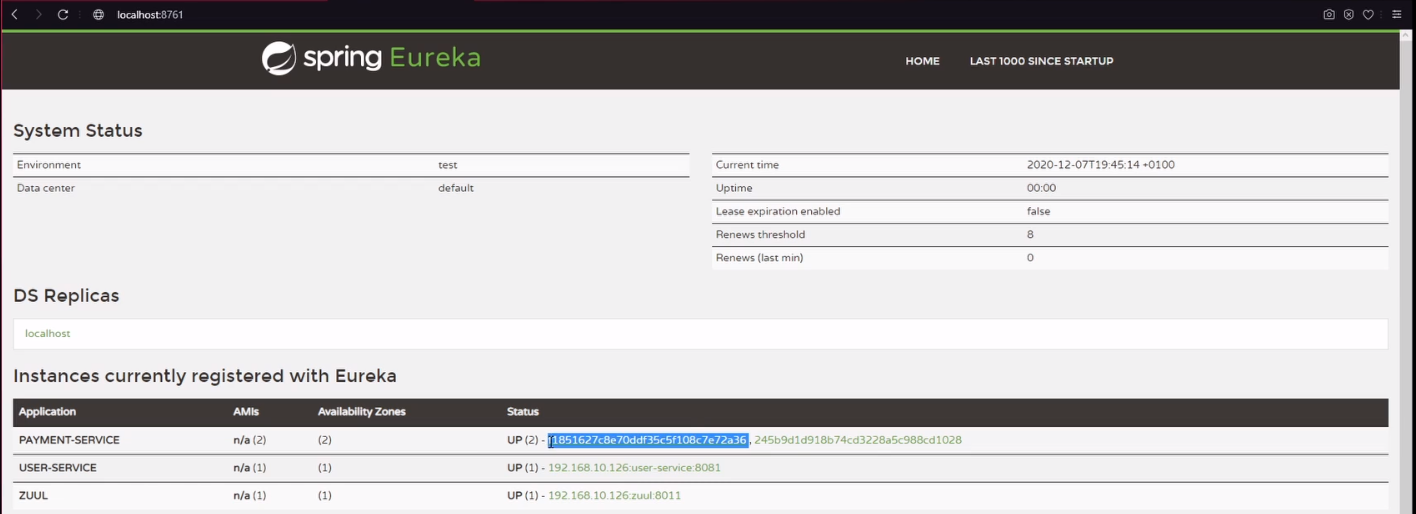 localhost:8761
spring Eureka
HOME LAST 1000 SINCE STARTUP
System Status
Environment test
Data center default
Current time 2020-12-07T19:45:14 +0100
Uptime 00:00
Lease expiration enabled false
Renews threshold 8
Renews (last min) 0
DS Replicas
localhost
Instances currently registered with Eureka
Application AMIs Availability Zones Status
PAYMENT-SERVICE n/a (2) (2) UP (2) - 1851627c8e70ddf35c5f108c7e72a36 , 245b9d1d918b74cd3228a5c988cd1028
USER-SERVICE n/a (1) (1) UP (1) - 192.168.10.126:user-service:8081
ZUUL n/a (1) (1) UP (1) - 192.168.10.126:zuul:8011